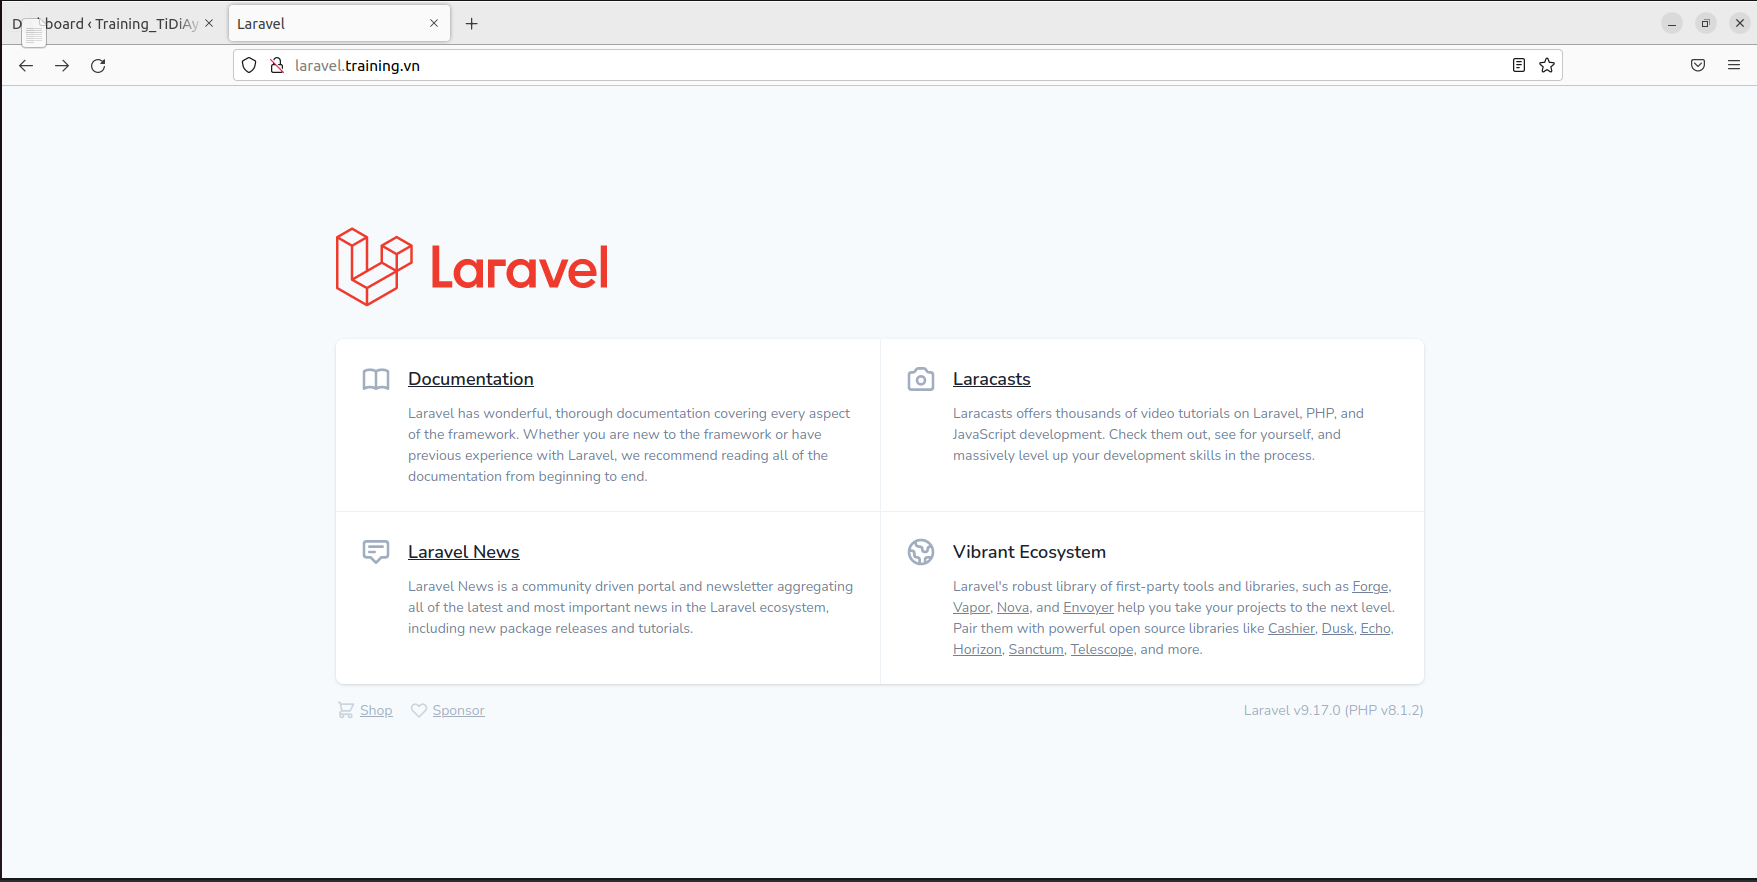 board ‹ Training_TiDiAy
Laravel
laravel.training.vn
Laravel
Documentation
Laravel has wonderful, thorough documentation covering every aspect
of the framework. Whether you are new to the framework or have
previous experience with Laravel, we recommend reading all of the
documentation from beginning to end.
Laracasts
Laracasts offers thousands of video tutorials on Laravel, PHP, and
JavaScript development. Check them out, see for yourself, and
massively level up your development skills in the process.
Laravel News
Laravel News is a community driven portal and newsletter aggregating
all of the latest and most important news in the Laravel ecosystem,
including new package releases and tutorials.
Vibrant Ecosystem
Laravel's robust library of first-party tools and libraries, such as Forge,
Vapor, Nova, and Envoyer help you take your projects to the next level.
Pair them with powerful open source libraries like Cashier, Dusk, Echo,
Horizon, Sanctum, Telescope, and more.
Shop
Sponsor
Laravel v9.17.0 (PHP v8.1.2)